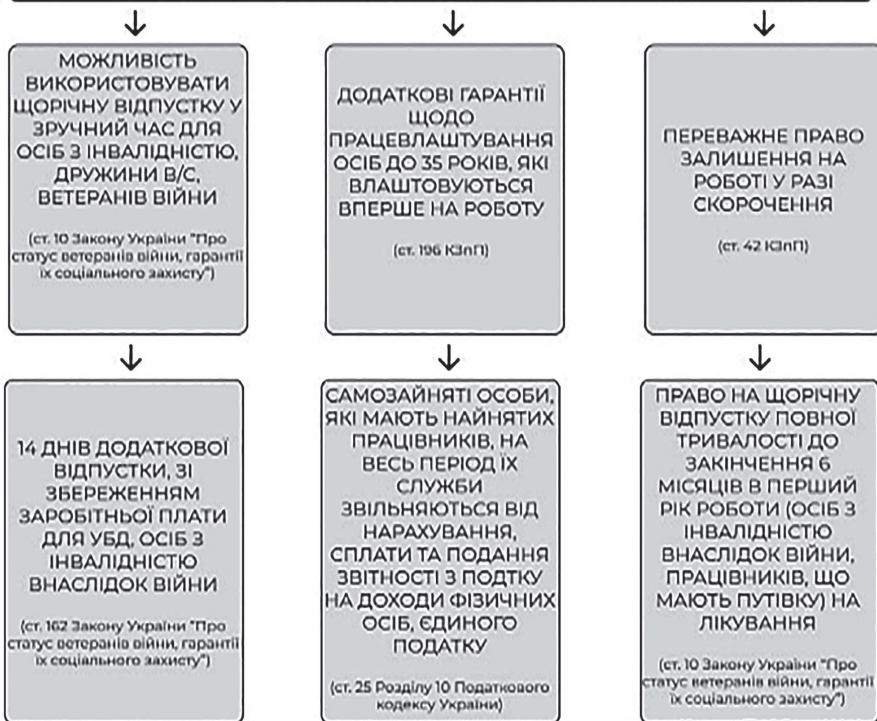 МОЖЛИВІСТЬ
ВИКОРИСТОВУВАТИ
ЩОРІЧНУ ВІДПУСТКУ У
ЗРУЧНИЙ ЧАС ДЛЯ
ОСІБ З ІНВАЛІДНІСТЮ,
ДРУЖИНИ В/С,
ВЕТЕРАНІВ ВІЙНИ
(ст. 10 Закону України "Про
статус ветеранів війни, гарантії
їх соціального захисту")
ДОДАТКОВІ ГАРАНТІЇ
ЩОДО
ПРАЦЕВЛАШТУВАННЯ
ОСІБ ДО 35 РОКІВ, ЯКІ
ВЛАШТОВУЮТЬСЯ
ВПЕРШЕ НА РОБОТУ
(ст. 196 КЗпП)
ПЕРЕВАЖНЕ ПРАВО
ЗАЛИШЕННЯ НА
РОБОТІ У РАЗІ
СКОРОЧЕННЯ
(ст. 42 КЗпП)
14 ДНІВ ДОДАТКОВОЇ
ВІДПУСТКИ, ЗІ
ЗБЕРЕЖЕННЯМ
ЗАРОБІТНЬОЇ ПЛАТИ
ДЛЯ УБД, ОСІБ З
ІНВАЛІДНІСТЮ
ВНАСЛІДОК ВІЙНИ
(ст. 162 Закону України "Про
статус ветеранів війни, гарантії
їх соціального захисту")
САМОЗАЙНЯТІ ОСОБИ,
ЯКІ МАЮТЬ НАЙНЯТИХ
ПРАЦІВНИКІВ, НА
ВЕСЬ ПЕРІОД ЇХ
СЛУЖБИ
ЗВІЛЬНЯЮТЬСЯ ВІД
НАРАХУВАННЯ,
СПЛАТИ ТА ПОДАННЯ
ЗВІТНОСТІ З ПОДТКУ
НА ДОХОДИ ФІЗИЧНИХ
ОСІБ, ЄДИНОГО
ПОДАТКУ
(ст. 25 Розділу 10 Податкового
кодексу України)
ПРАВО НА ЩОРІЧНУ
ВІДПУСТКУ ПОВНОЇ
ТРИВАЛОСТІ ДО
ЗАКІНЧЕННЯ 6
МІСЯЦІВ В ПЕРШИЙ
РІК РОБОТИ (ОСІБ З
ІНВАЛІДНІСТЮ
ВНАСЛІДОК ВІЙНИ,
ПРАЦІВНИКІВ, ЩО
МАЮТЬ ПУТІВКУ) НА
ЛІКУВАННЯ
(ст. 10 Закону України "Про
статус ветеранів війни, гарантії
їх соціального захисту")